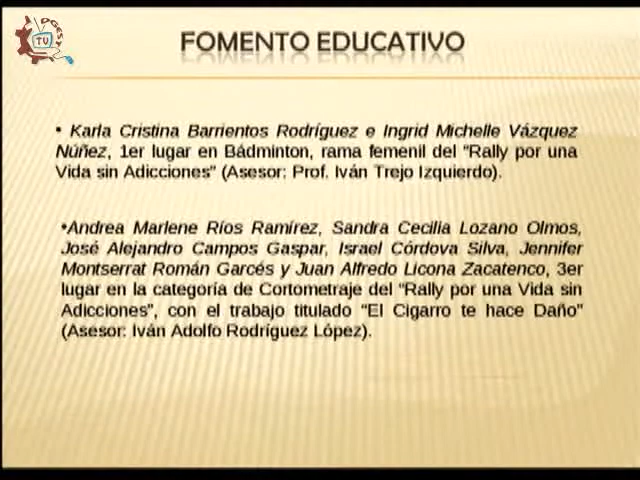 DGEST
TV
FOMENTO EDUCATIVO
• Karla Cristina Barrientos Rodríguez e Ingrid Michelle Vázquez
Núñez, 1er lugar en Bádminton, rama femenil del "Rally por una
Vida sin Adicciones" (Asesor: Prof. Iván Trejo Izquierdo).
•Andrea Marlene Ríos Ramírez, Sandra Cecilia Lozano Olmos,
José Alejandro Campos Gaspar, Israel Córdova Silva, Jennifer
Montserrat Román Garcés y Juan Alfredo Licona Zacatenco, 3er
lugar en la categoría de Cortometraje del "Rally por una Vida sin
Adicciones", con el trabajo titulado "El Cigarro te hace Daño"
(Asesor: Iván Adolfo Rodríguez López).